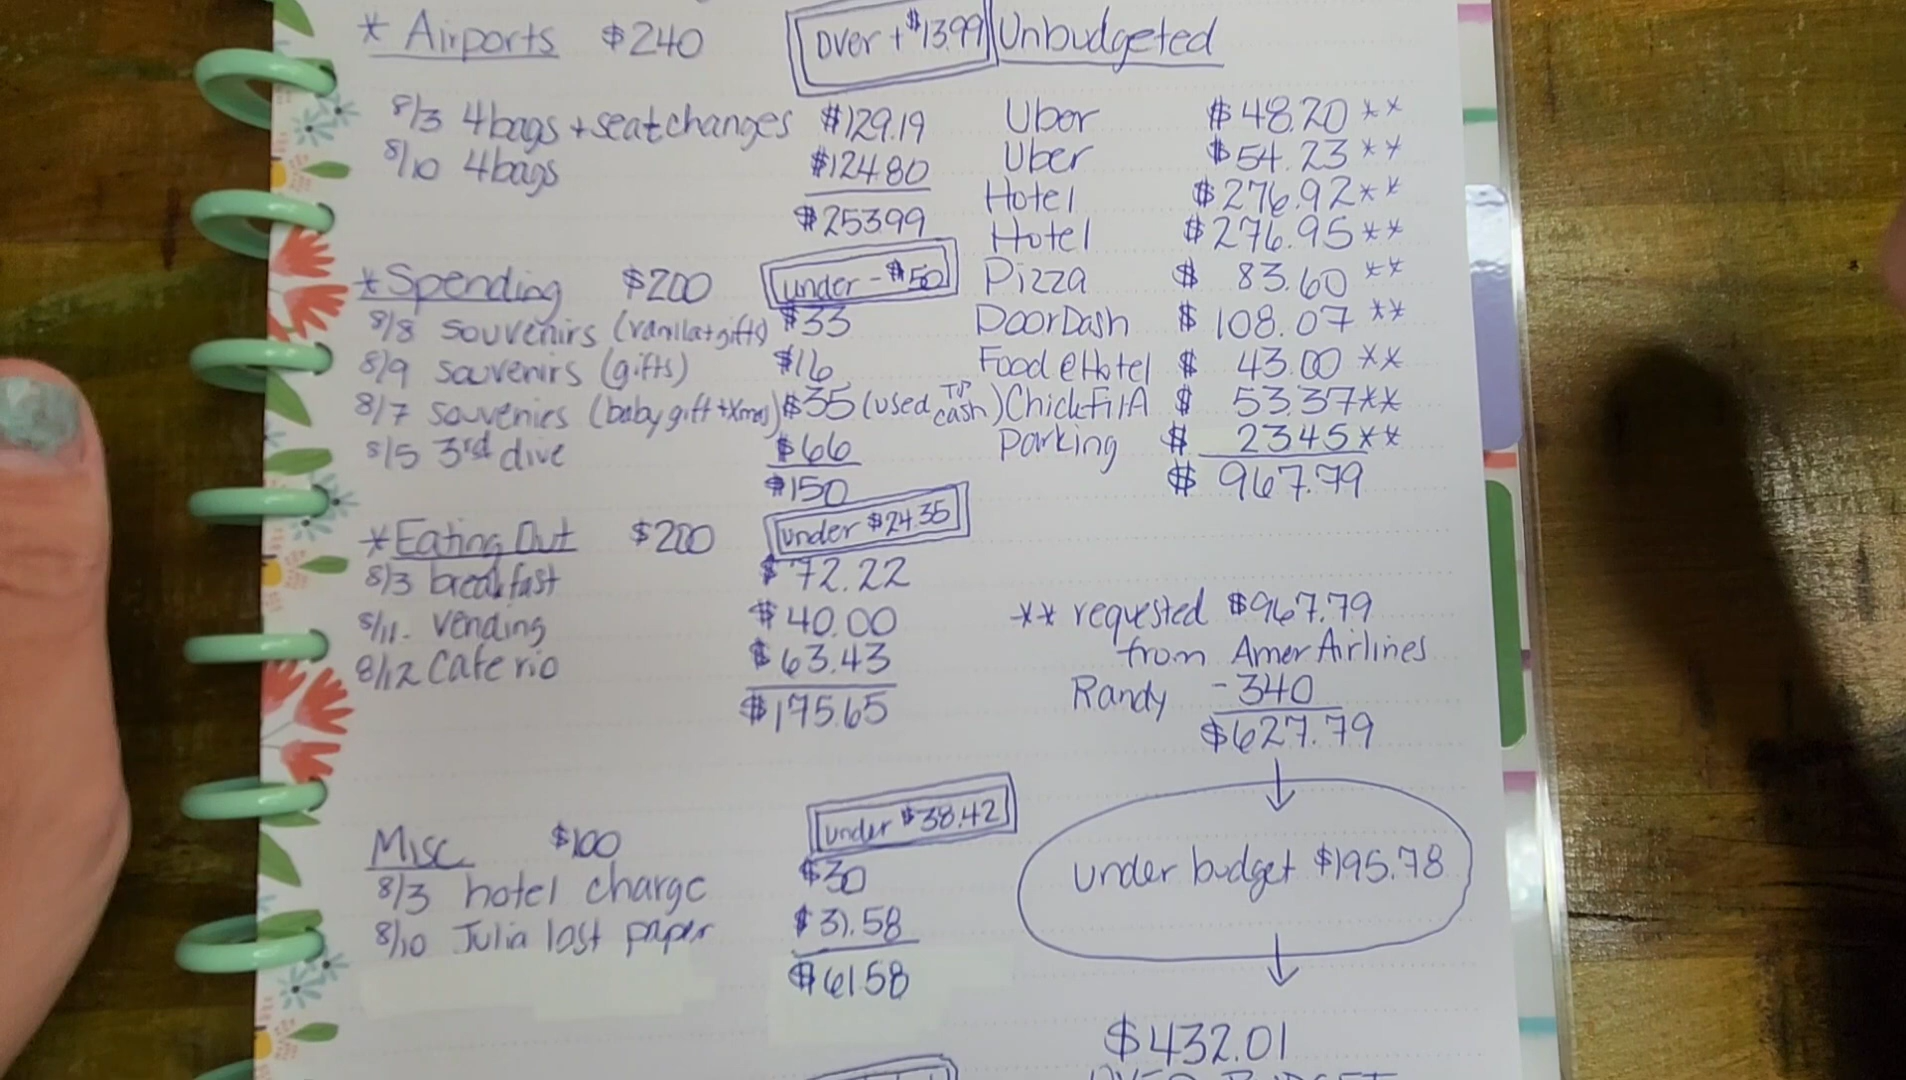 * Airports $240 over +$13.99
8/3 4 bags + seat changes $129.19
8/10 4 bags $124.80
$253.99
* Spending $200 under -$50
8/8 souvenirs (vanilla + gifts) $33
8/9 souvenirs (gifts) $16
8/7 souvenies (baby gift + Xmas) $35 (used TP cash)
8/5 3rd dive $66
$150
* Eating Out $200 under $24.35
8/3 breakfast $72.22
8/11. vending $40.00
8/12 Cafe rio $63.43
$175.65
Misc $100 under $38.42
8/3 hotel charge $30
8/10 Julia lost paper $31.58
$61.58
Unbudgeted
Uber $48.20 **
Uber $54.23 **
Hotel $276.92 **
Hotel $276.95 **
Pizza $ 83.60 **
DoorDash $ 108.07 **
Food @ Hotel $ 43.00 **
ChickFilA $ 53.37 **
Parking $ 23.45 **
$ 967.79
** requested $967.79
from Amer Airlines
Randy - 340
$627.79
under budget $195.78
$432.01